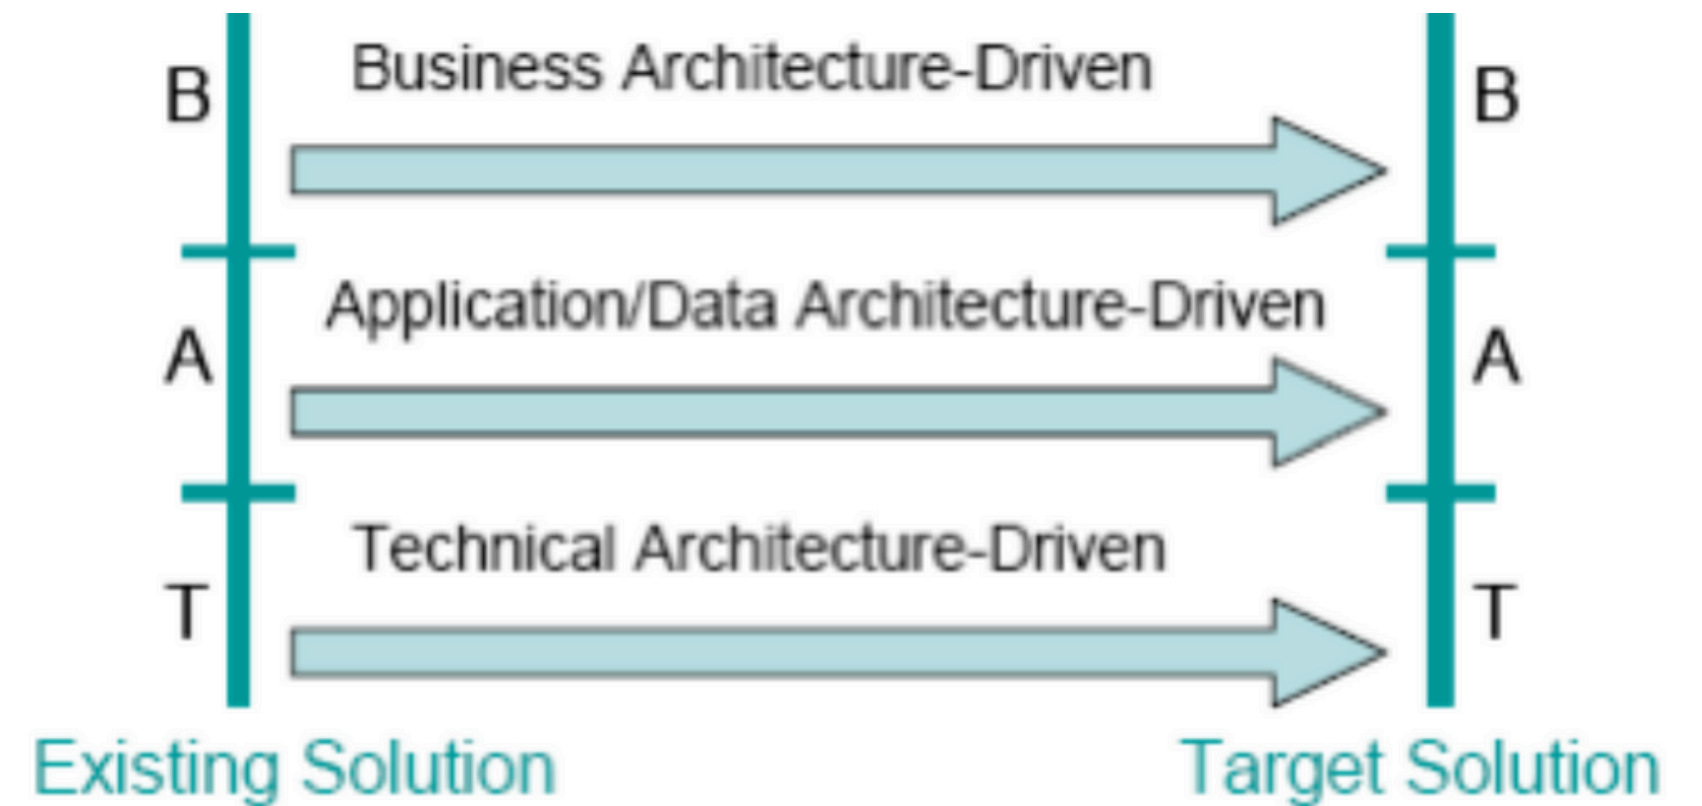 B
Business Architecture-Driven
B
A
Application/Data Architecture-Driven
A
T
Technical Architecture-Driven
T
Existing Solution
Target Solution